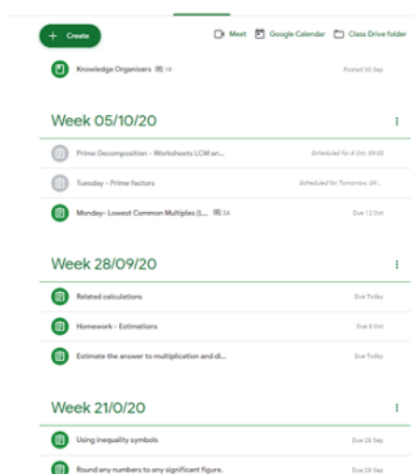 + Create Meet Google Calendar Class Drive folder
Knowledge Organisers 19 Posted 30 Sep
Week 05/10/20
Prime Decomposition - Worksheets LCM an... Scheduled for 8 Oct, 09:00
Tuesday - Prime factors Scheduled for Tomorrow, 09:...
Monday- Lowest Common Multiples (L... 24 Due 12 Oct
Week 28/09/20
Related calculations Due Today
Homework - Estimations Due 8 Oct
Estimate the answer to multiplication and di... Due Today
Week 21/0/20
Using inequality symbols Due 28 Sep
Round any numbers to any significant figure. Due 28 Sep